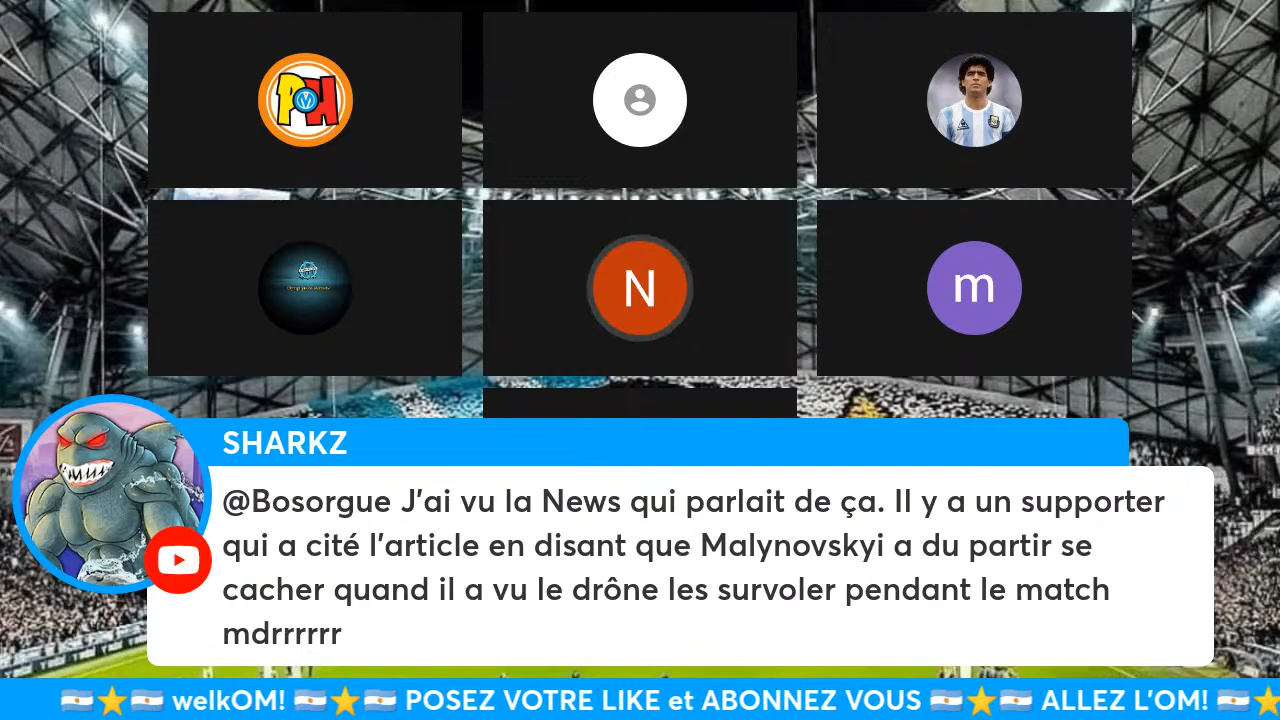 PH
N
m
SHARKZ
@Bosorgue J'ai vu la News qui parlait de ça. Il y a un supporter
qui a cité l'article en disant que Malynovskyi a du partir se
cacher quand il a vu le drône les survoler pendant le match
mdrrrrrr
🇦🇷⭐🇦🇷 welkOM! 🇦🇷⭐🇦🇷 POSEZ VOTRE LIKE et ABONNEZ VOUS 🇦🇷⭐🇦🇷 ALLEZ L'OM! 🇦🇷⭐